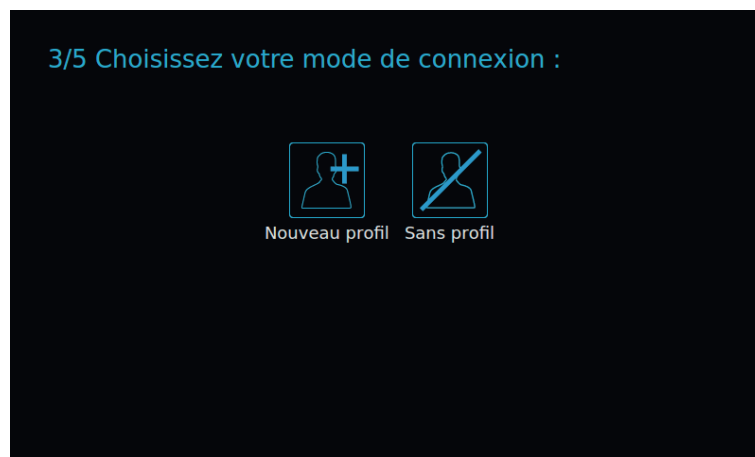 3/5 Choisissez votre mode de connexion :
Nouveau profil Sans profil